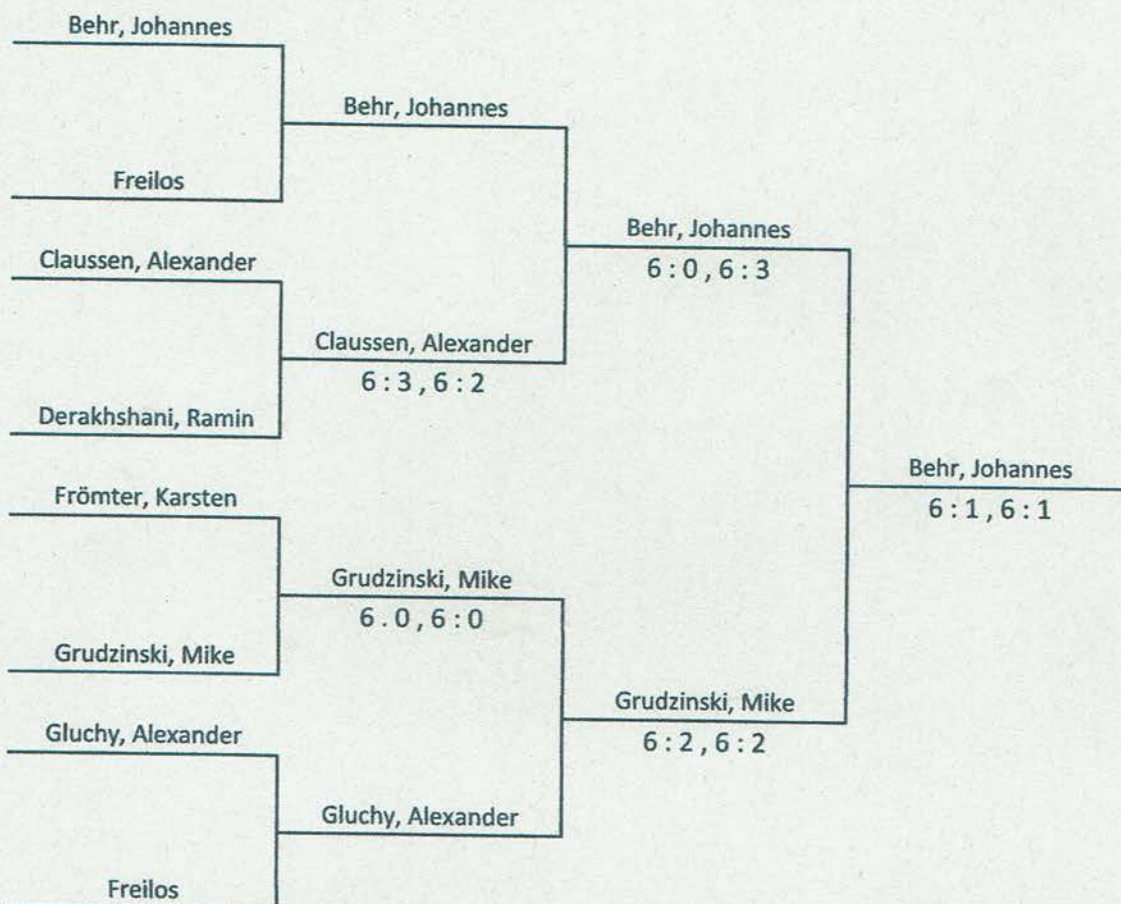 Behr, Johannes
Behr, Johannes
Freilos
Behr, Johannes
6:0,6:3
Claussen, Alexander
Claussen, Alexander
6:3,6:2
Derakhshani, Ramin
Behr, Johannes
6:1,6:1
Frömter, Karsten
Grudzinski, Mike
6.0,6:0
Grudzinski, Mike
Grudzinski, Mike
6:2,6:2
Gluchy, Alexander
Gluchy, Alexander
Freilos